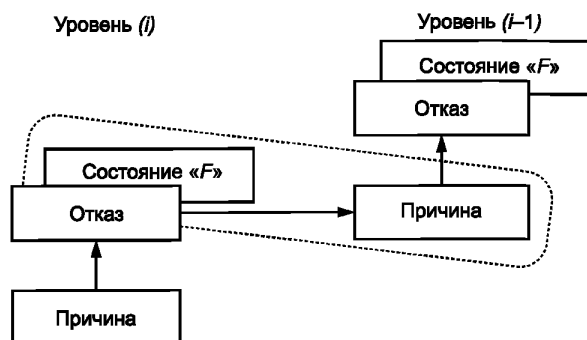 Уровень (i)
Уровень (i–1)
Состояние «F»
Отказ
Состояние «F»
Отказ
Причина
Причина